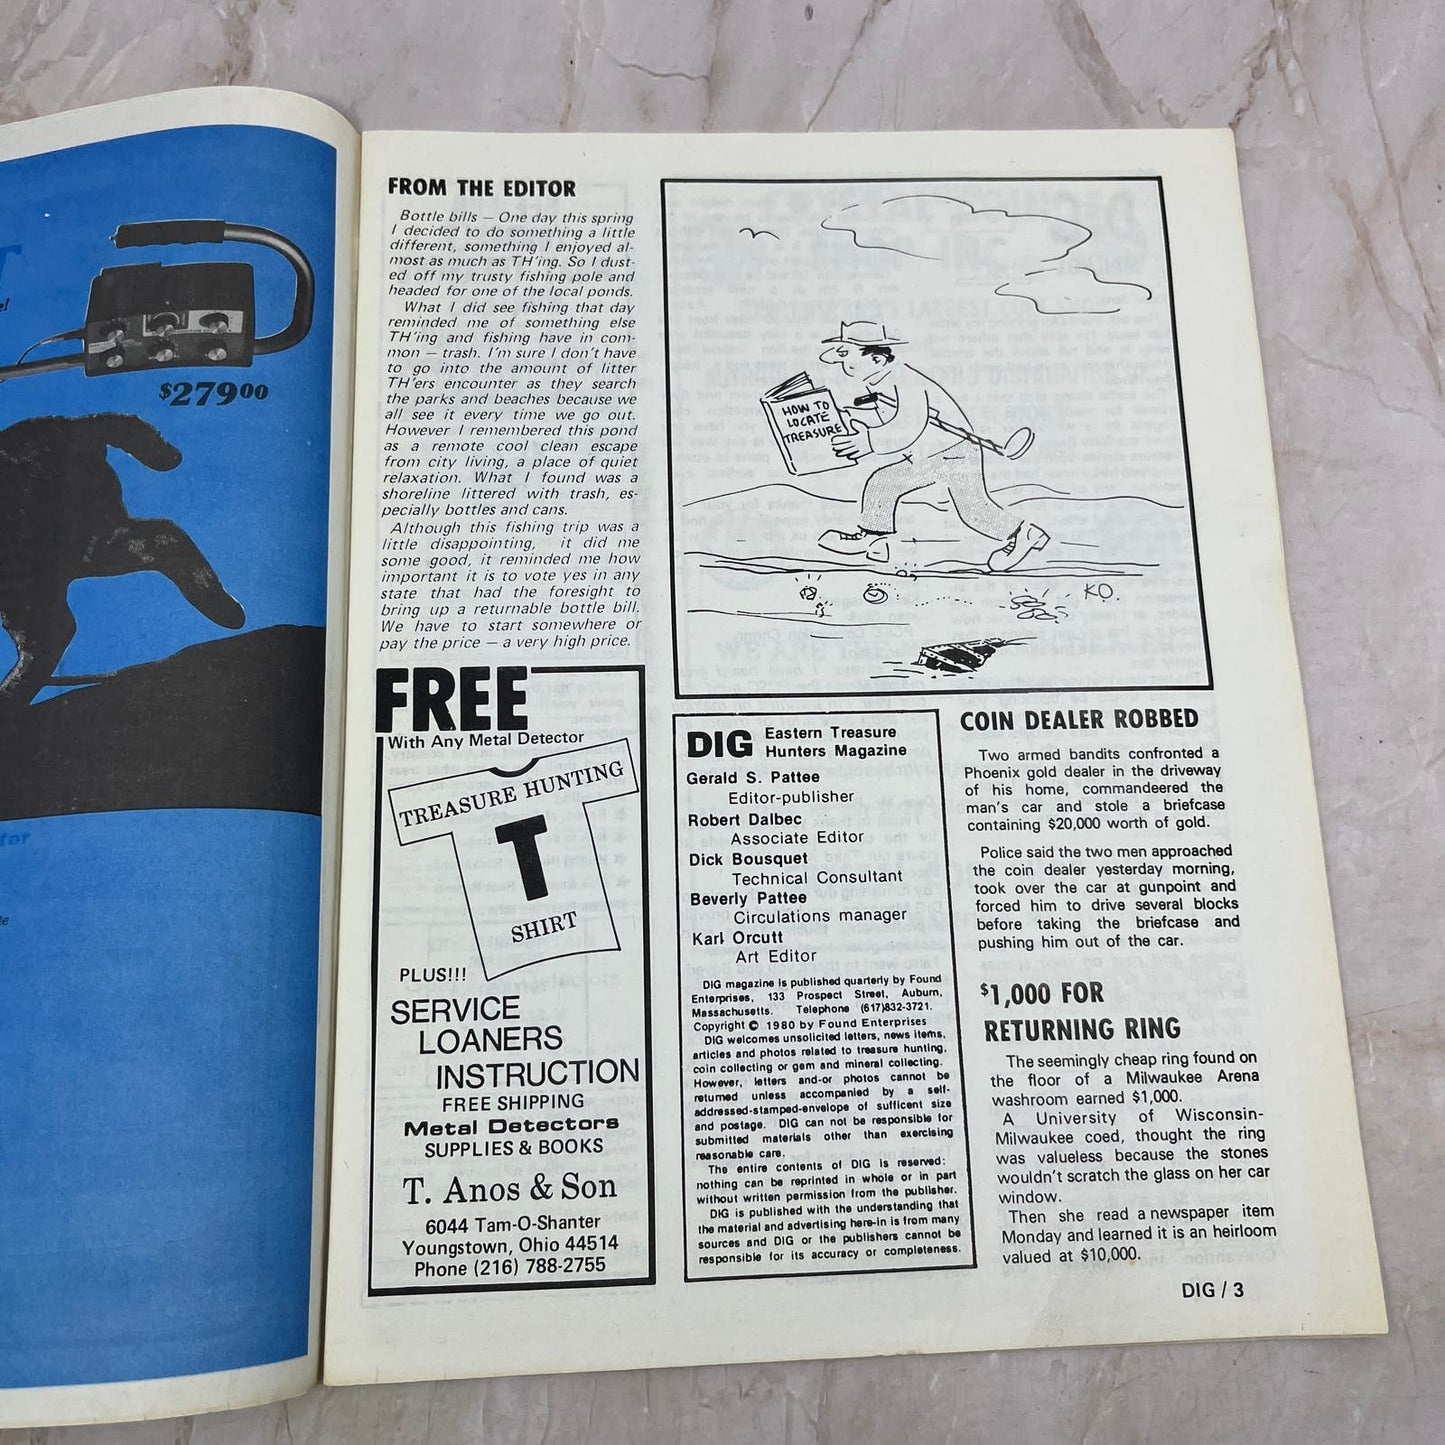 $279.00
FROM THE EDITOR
Bottle bills — One day this spring
I decided to do something a little
different, something I enjoyed al-
most as much as TH'ing. So I dust-
ed off my trusty fishing pole and
headed for one of the local ponds.
What I did see fishing that day
reminded me of something else
TH'ing and fishing have in com-
mon — trash. I'm sure I don't have
to go into the amount of litter
TH'ers encounter as they search
the parks and beaches because we
all see it every time we go out.
However I remembered this pond
as a remote cool clean escape
from city living, a place of quiet
relaxation. What I found was a
shoreline littered with trash, es-
pecially bottles and cans.
Although this fishing trip was a
little disappointing, it did me
some good, it reminded me how
important it is to vote yes in any
state that had the foresight to
bring up a returnable bottle bill.
We have to start somewhere or
pay the price — a very high price.
FREE
With Any Metal Detector
TREASURE HUNTING
T
SHIRT
PLUS!!!
SERVICE
LOANERS
INSTRUCTION
FREE SHIPPING
Metal Detectors
SUPPLIES & BOOKS
T. Anos & Son
6044 Tam-O-Shanter
Youngstown, Ohio 44514
Phone (216) 788-2755
HOW TO
LOCATE
TREASURE
KO.
DIG Eastern Treasure
Hunters Magazine
Gerald S. Pattee
Editor-publisher
Robert Dalbec
Associate Editor
Dick Bousquet
Technical Consultant
Beverly Pattee
Circulations manager
Karl Orcutt
Art Editor
DIG magazine is published quarterly by Found
Enterprises, 133 Prospect Street, Auburn,
Massachusetts. Telephone (617)832-3721.
Copyright © 1980 by Found Enterprises
DIG welcomes unsolicited letters, news items,
articles and photos related to treasure hunting,
coin collecting or gem and mineral collecting.
However, letters and-or photos cannot be
returned unless accompanied by a self-
addressed-stamped-envelope of sufficent size
and postage. DIG can not be responsible for
submitted materials other than exercising
reasonable care.
The entire contents of DIG is reserved:
nothing can be reprinted in whole or in part
without written permission from the publisher.
DIG is published with the understanding that
the material and advertising here-in is from many
sources and DIG or the publishers cannot be
responsible for its accuracy or completeness.
COIN DEALER ROBBED
Two armed bandits confronted a
Phoenix gold dealer in the driveway
of his home, commandeered the
man's car and stole a briefcase
containing $20,000 worth of gold.
Police said the two men approached
the coin dealer yesterday morning,
took over the car at gunpoint and
forced him to drive several blocks
before taking the briefcase and
pushing him out of the car.
$1,000 FOR
RETURNING RING
The seemingly cheap ring found on
the floor of a Milwaukee Arena
washroom earned $1,000.
A University of Wisconsin-
Milwaukee coed, thought the ring
was valueless because the stones
wouldn't scratch the glass on her car
window.
Then she read a newspaper item
Monday and learned it is an heirloom
valued at $10,000.
DIG / 3